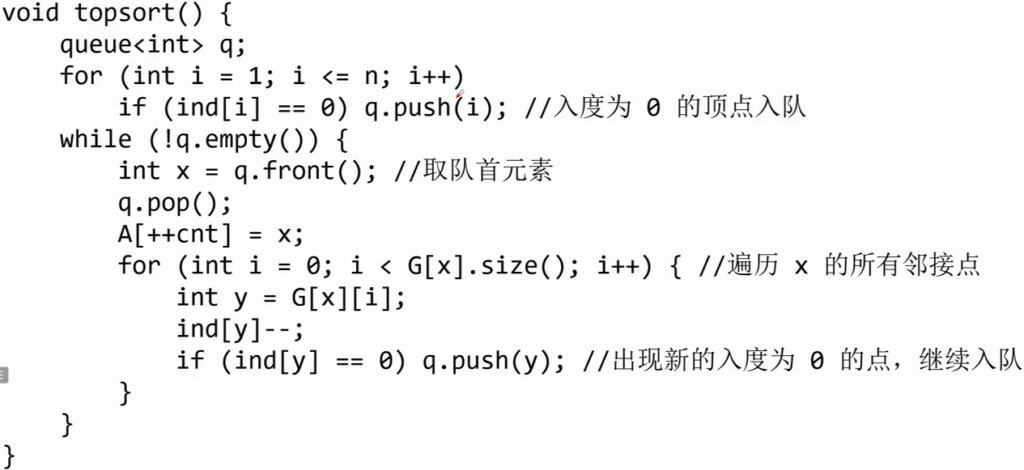 void topsort() {
    queue<int> q;
    for (int i = 1; i <= n; i++)
        if (ind[i] == 0) q.push(i); //入度为 0 的顶点入队
    while (!q.empty()) {
        int x = q.front(); //取队首元素
        q.pop();
        A[++cnt] = x;
        for (int i = 0; i < G[x].size(); i++) { //遍历 x 的所有邻接点
            int y = G[x][i];
            ind[y]--;
            if (ind[y] == 0) q.push(y); //出现新的入度为 0 的点，继续入队
        }
    }
}